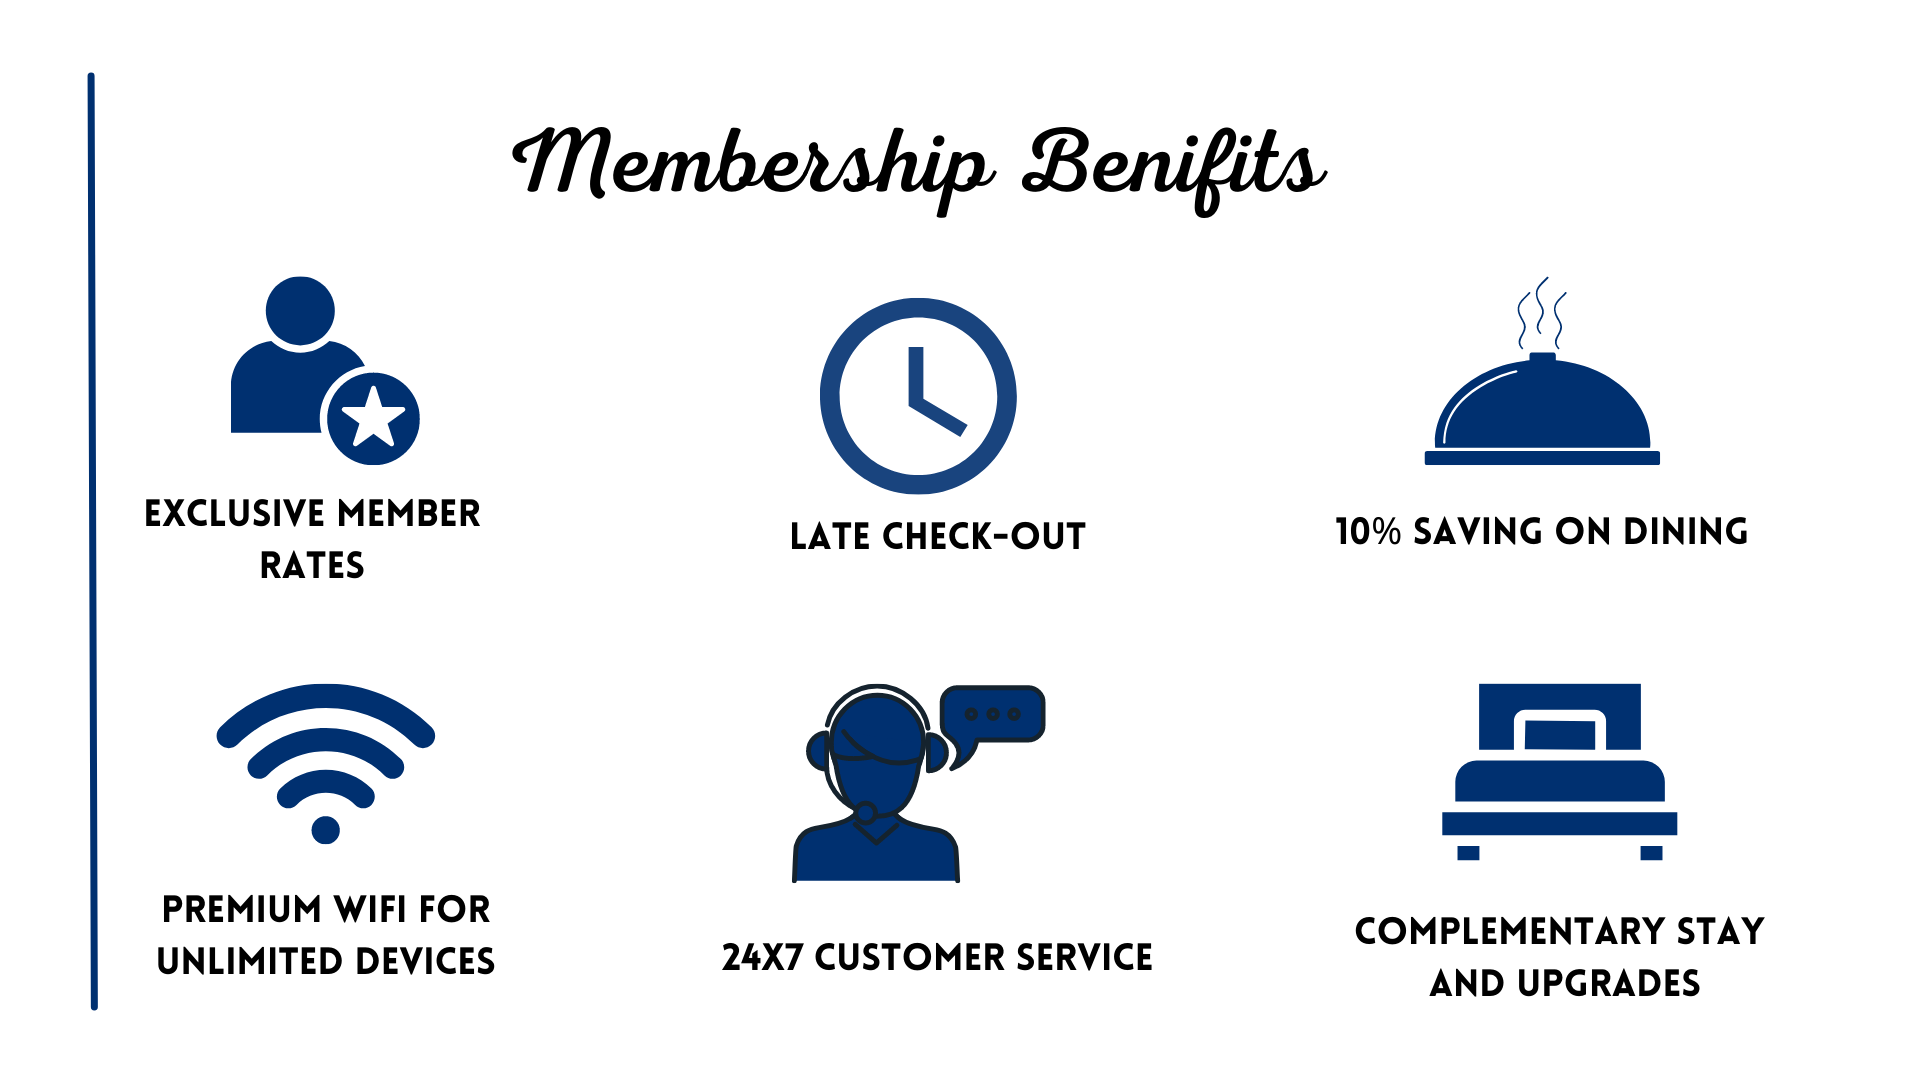 Membership Benifits
EXCLUSIVE MEMBER
RATES
LATE CHECK-OUT
10% SAVING ON DINING
PREMIUM WIFI FOR
UNLIMITED DEVICES
24X7 CUSTOMER SERVICE
COMPLEMENTARY STAY
AND UPGRADES